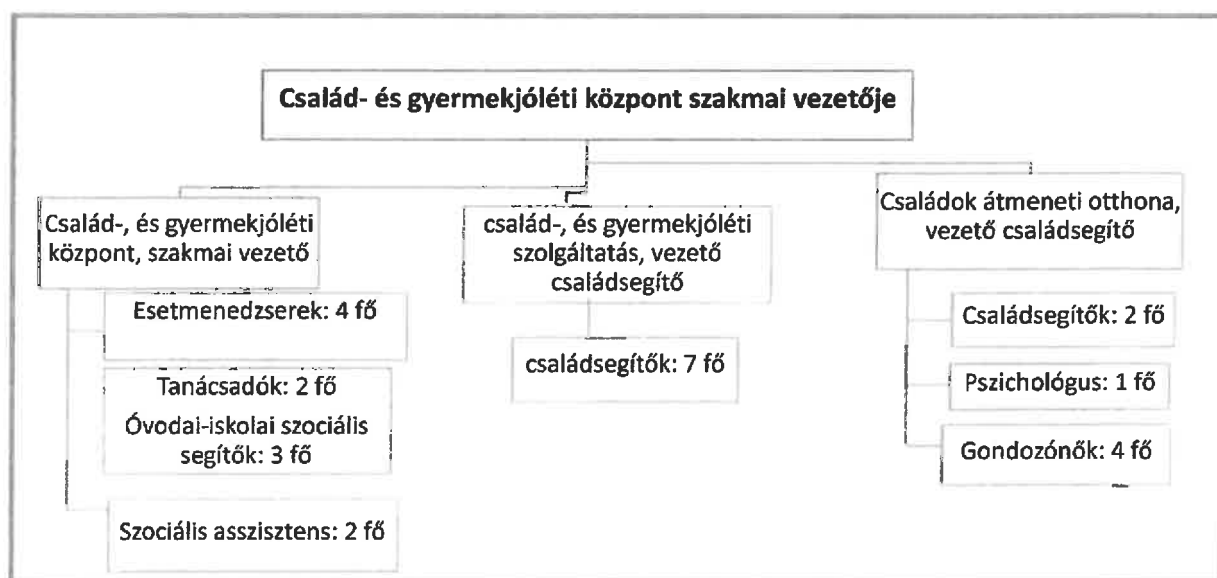 Család- és gyermekjóléti központ szakmai vezetője
Család-, és gyermekjóléti
központ, szakmai vezető
Esetmenedzserek: 4 fő
Tanácsadók: 2 fő
Óvodai-iskolai szociális
segítők: 3 fő
Szociális asszisztens: 2 fő
család-, és gyermekjóléti
szolgáltatás, vezető
családsegítő
családsegítők: 7 fő
Családok átmeneti otthona,
vezető családsegítő
Családsegítők: 2 fő
Pszichológus: 1 fő
Gondozónők: 4 fő